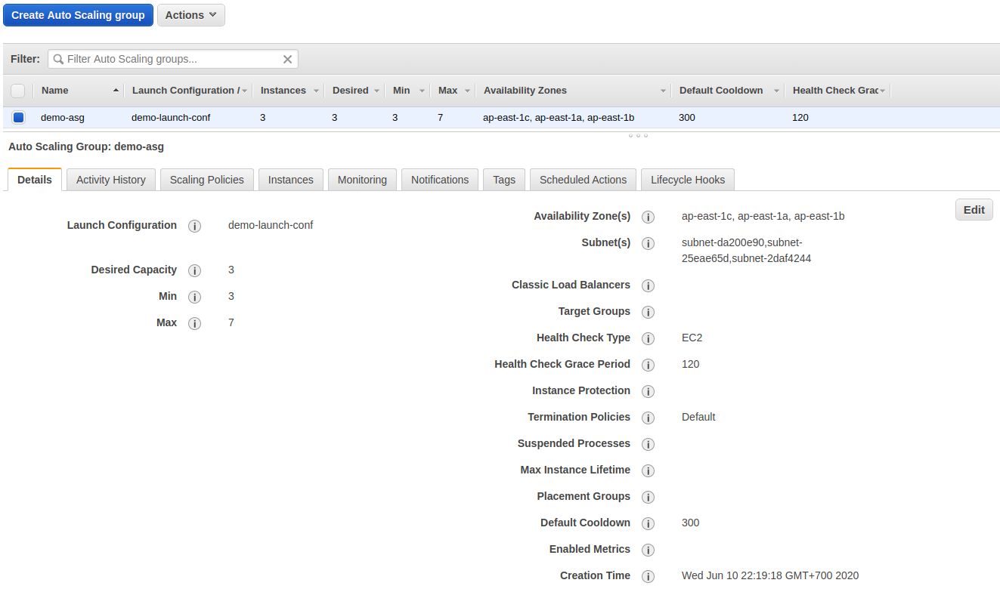 Create Auto Scaling group Actions
Filter: Filter Auto Scaling groups...
Name Launch Configuration / Instances Desired Min Max Availability Zones Default Cooldown Health Check Grac
demo-asg demo-launch-conf 3 3 3 7 ap-east-1c, ap-east-1a, ap-east-1b 300 120
Auto Scaling Group: demo-asg
Details Activity History Scaling Policies Instances Monitoring Notifications Tags Scheduled Actions Lifecycle Hooks
Edit
Launch Configuration demo-launch-conf
Desired Capacity 3
Min 3
Max 7
Availability Zone(s) ap-east-1c, ap-east-1a, ap-east-1b
Subnet(s) subnet-da200e90,subnet-
25eae65d,subnet-2daf4244
Classic Load Balancers
Target Groups
Health Check Type EC2
Health Check Grace Period 120
Instance Protection
Termination Policies Default
Suspended Processes
Max Instance Lifetime
Placement Groups
Default Cooldown 300
Enabled Metrics
Creation Time Wed Jun 10 22:19:18 GMT+700 2020